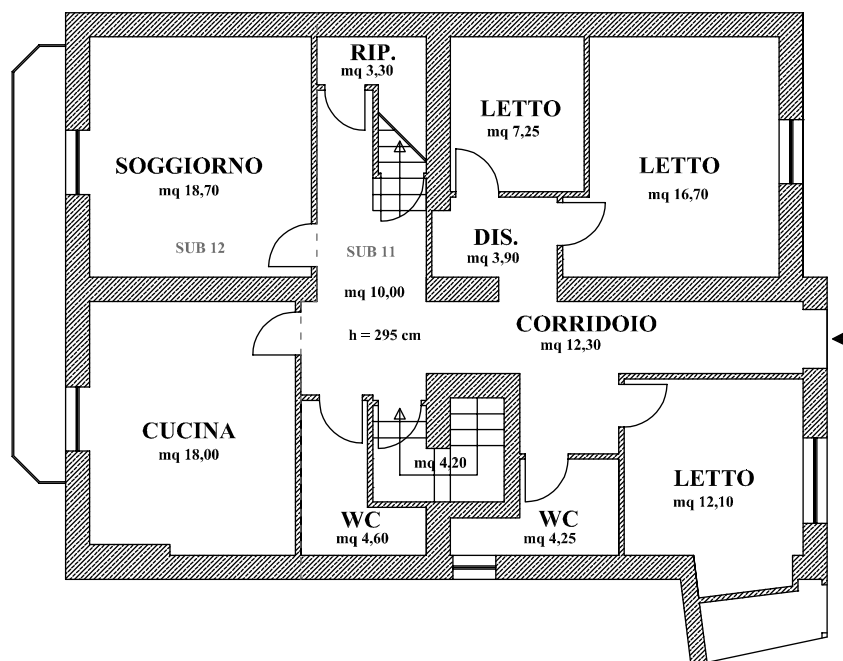 RIP.
mq 3,30
LETTO
mq 7,25
SOGGIORNO
mq 18,70
LETTO
mq 16,70
SUB 12
SUB 11
DIS.
mq 3,90
mq 10,00
h = 295 cm
CORRIDOIO
mq 12,30
CUCINA
mq 18,00
mq 4,20
LETTO
mq 12,10
WC
mq 4,60
WC
mq 4,25